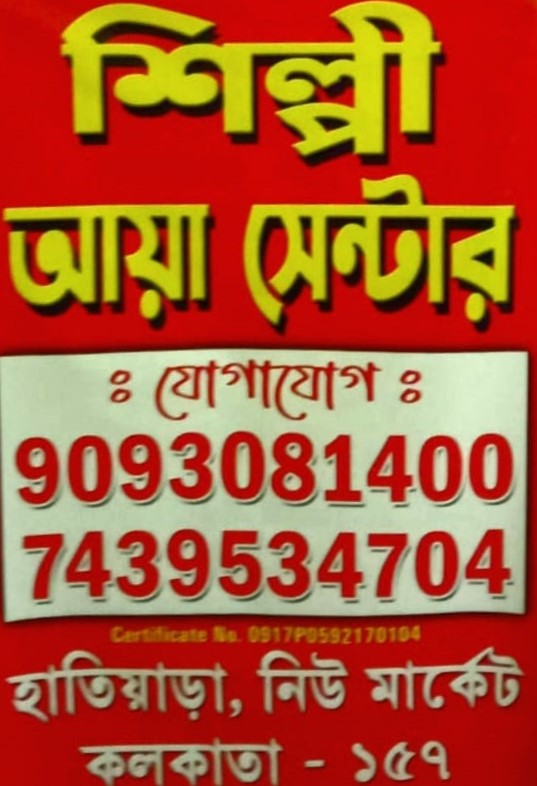 শিল্পী
আয়া সেন্টার
ঃ যোগাযোগ ঃ
9093081400
7439534704
Certificate No. 0917P0592170104
হাতিয়াড়া, নিউ মার্কেট
কলকাতা - ১৫৭